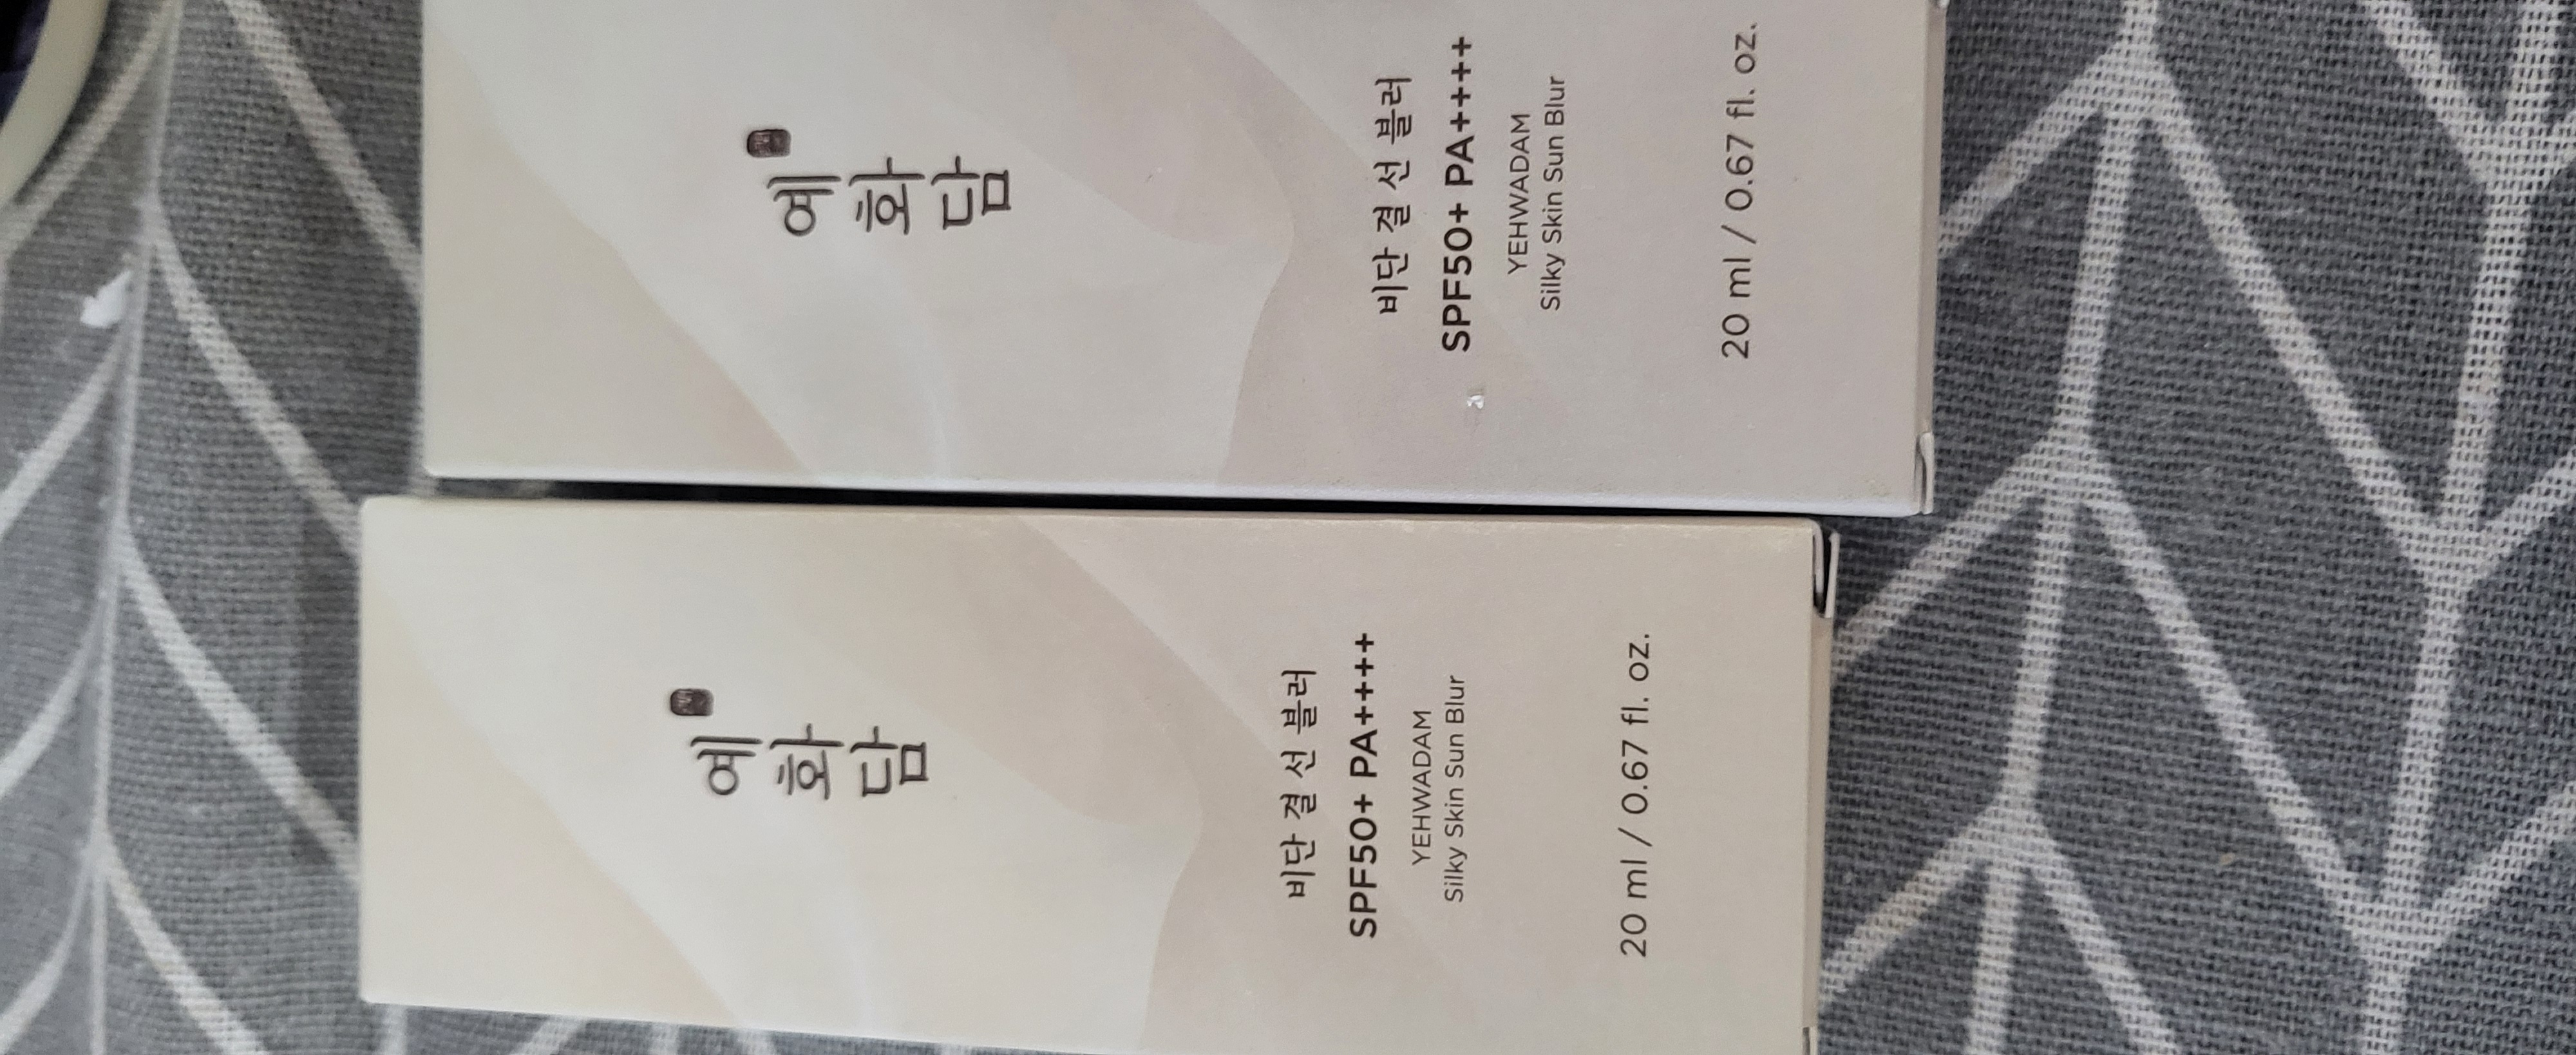 예
화
담
비단 결 선 블러
SPF50+ PA++++
YEHWADAM
Silky Skin Sun Blur
20 ml / 0.67 fl. oz.
예
화
담
비단 결 선 블러
SPF50+ PA++++
YEHWADAM
Silky Skin Sun Blur
20 ml / 0.67 fl. oz.